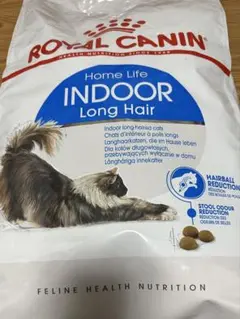 ROYAL CANIN
Home Life
INDOOR
Long Hair
Indoor long-haired cats
Chats d'intérieur à poils longs
Langhaarkatzen, die im Hause leben
Dla kotów długowłosych,
przebywających wyłącznie w domu
Långhåriga innekatter
HAIRBALL
REDUCTION
STOOL ODOUR
REDUCTION
FELINE HEALTH NUTRITION